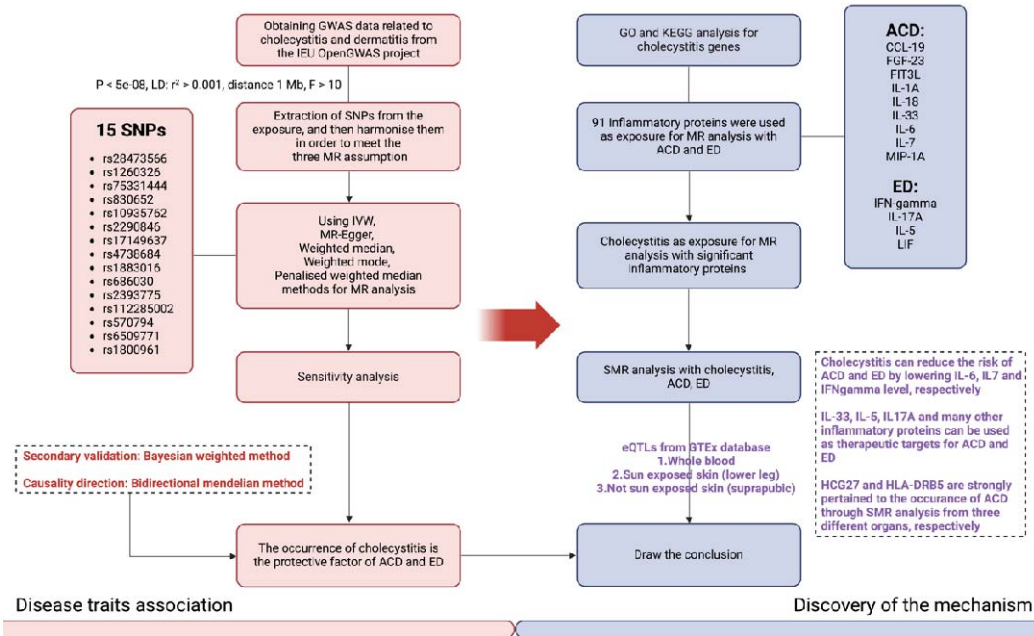 Obtaining GWAS data related to
cholecystitis and dermatitis from
the IEU OpenGWAS project
P < 5e-08, LD: r² > 0.001, distance 1 Mb, F > 10
15 SNPs
• rs28473566
• rs1260326
• rs75331444
• rs830652
• rs10935762
• rs2290846
• rs17149637
• rs4738684
• rs1883016
• rs686030
• rs2393775
• rs112285002
• rs570794
• rs6509771
• rs1800961
Extraction of SNPs from the
exposure, and then harmonise them
in order to meet the
three MR assumption
Using IVW,
MR-Egger,
Weighted median,
Weighted mode,
Penalised weighted median
methods for MR analysis
Sensitivity analysis
Secondary validation: Bayesian weighted method
Causality direction: Bidirectional mendelian method
The occurrence of cholecystitis is
the protective factor of ACD and ED
GO and KEGG analysis for
cholecystitis genes
91 Inflammatory proteins were used
as exposure for MR analysis with
ACD and ED
ACD:
CCL-19
FGF-23
FIT3L
IL-1A
IL-18
IL-33
IL-6
IL-7
MIP-1A
ED:
IFN-gamma
IL-17A
IL-5
LIF
Cholecystitis as exposure for MR
analysis with significant
inflammatory proteins
SMR analysis with cholecystitis,
ACD, ED
eQTLs from GTEx database
1.Whole blood
2.Sun exposed skin (lower leg)
3.Not sun exposed skin (suprapubic)
Draw the conclusion
Cholecystitis can reduce the risk of
ACD and ED by lowering IL-6, IL7 and
IFNgamma level, respectively
IL-33, IL-5, IL17A and many other
inflammatory proteins can be used
as therapeutic targets for ACD and
ED
HCG27 and HLA-DRB5 are strongly
pertained to the occurance of ACD
through SMR analysis from three
different organs, respectively
Disease traits association
Discovery of the mechanism